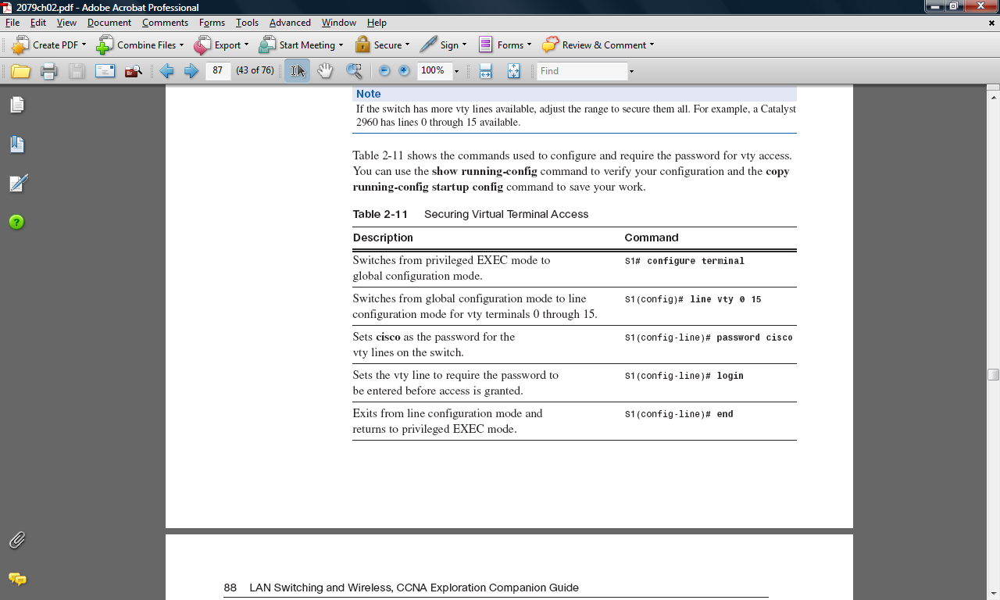 2079ch02.pdf - Adobe Acrobat Professional
File Edit View Document Comments Forms Tools Advanced Window Help
Create PDF Combine Files Export Start Meeting Secure Sign Forms Review & Comment
87 (43 of 76) 100% Find
Note
If the switch has more vty lines available, adjust the range to secure them all. For example, a Catalyst
2960 has lines 0 through 15 available.
Table 2-11 shows the commands used to configure and require the password for vty access.
You can use the show running-config command to verify your configuration and the copy
running-config startup config command to save your work.
Table 2-11 Securing Virtual Terminal Access
Description Command
Switches from privileged EXEC mode to S1# configure terminal
global configuration mode.
Switches from global configuration mode to line S1(config)# line vty 0 15
configuration mode for vty terminals 0 through 15.
Sets cisco as the password for the S1(config-line)# password cisco
vty lines on the switch.
Sets the vty line to require the password to S1(config-line)# login
be entered before access is granted.
Exits from line configuration mode and S1(config-line)# end
returns to privileged EXEC mode.
88 LAN Switching and Wireless, CCNA Exploration Companion Guide